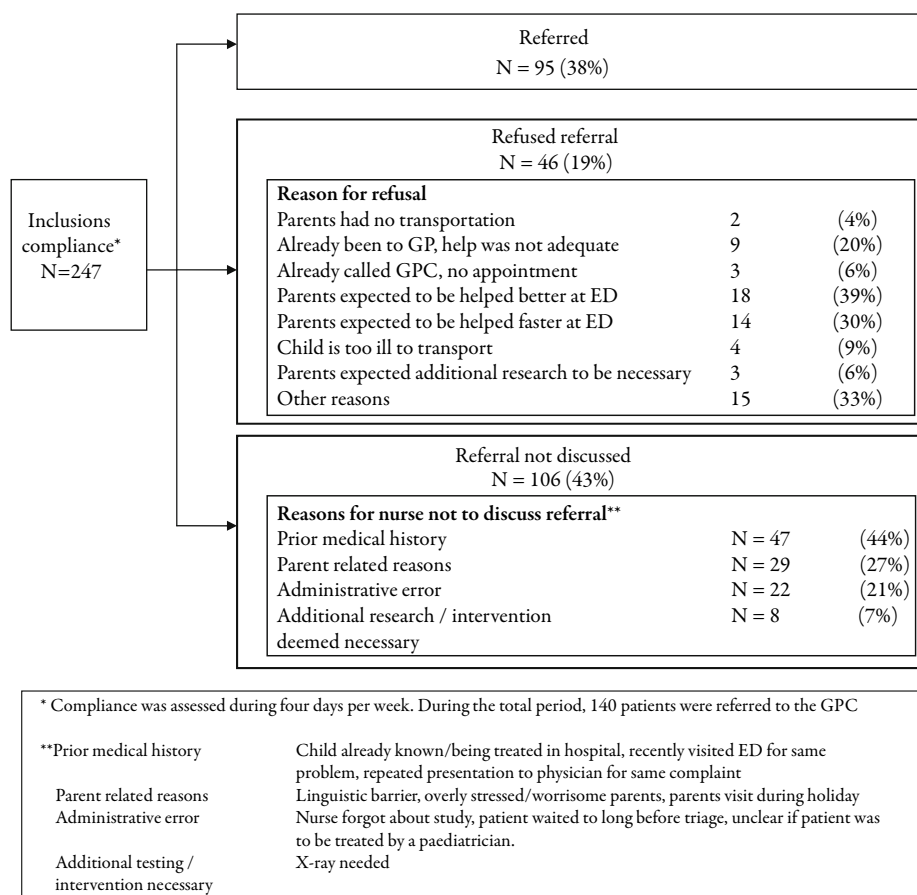 Referred
N = 95 (38%)
Refused referral
N = 46 (19%)
Inclusions
compliance*
N=247
Reason for refusal
Parents had no transportation 2 (4%)
Already been to GP, help was not adequate 9 (20%)
Already called GPC, no appointment 3 (6%)
Parents expected to be helped better at ED 18 (39%)
Parents expected to be helped faster at ED 14 (30%)
Child is too ill to transport 4 (9%)
Parents expected additional research to be necessary 3 (6%)
Other reasons 15 (33%)
Referral not discussed
N = 106 (43%)
Reasons for nurse not to discuss referral**
Prior medical history N = 47 (44%)
Parent related reasons N = 29 (27%)
Administrative error N = 22 (21%)
Additional research / intervention N = 8 (7%)
deemed necessary
* Compliance was assessed during four days per week. During the total period, 140 patients were referred to the GPC
**Prior medical history Child already known/being treated in hospital, recently visited ED for same
problem, repeated presentation to physician for same complaint
Parent related reasons Linguistic barrier, overly stressed/worrisome parents, parents visit during holiday
Administrative error Nurse forgot about study, patient waited to long before triage, unclear if patient was
to be treated by a paediatrician.
Additional testing / X-ray needed
intervention necessary